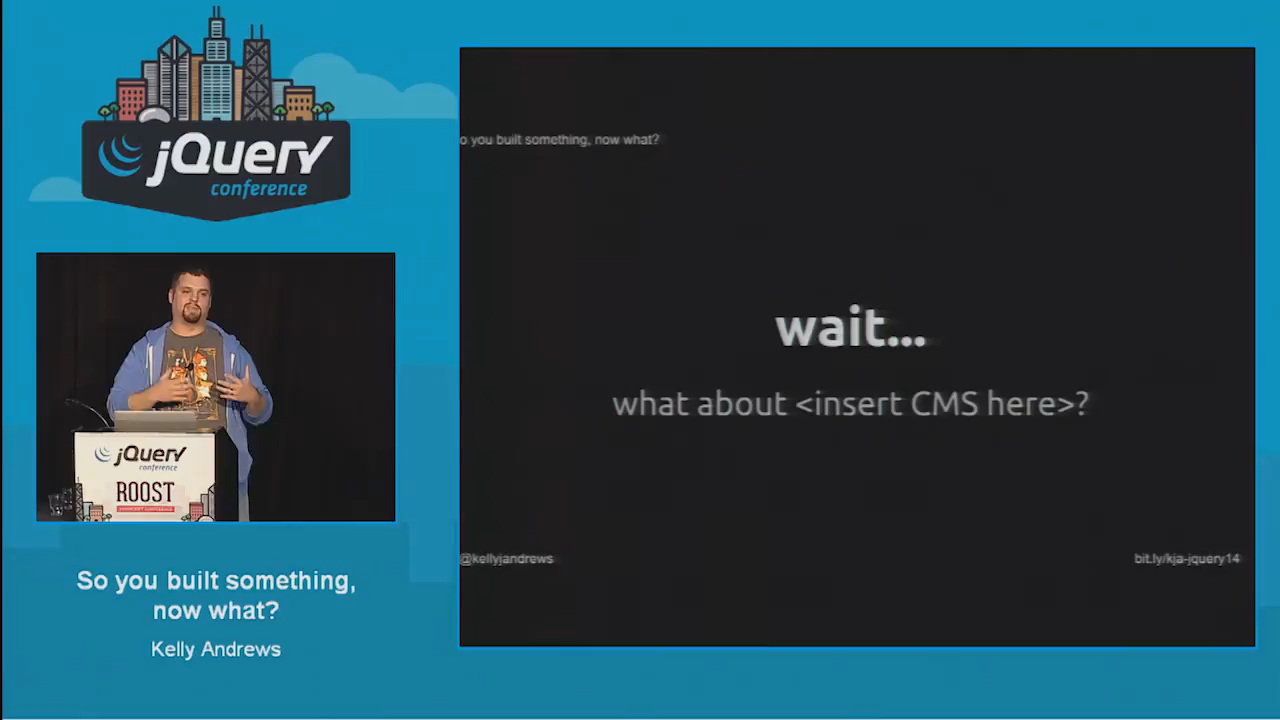 jQuery
conference
o you built something, now what?
wait...
what about <insert CMS here>?
@kellyjandrews
bit.ly/kja-jquery14
jQuery
conference
ROOST
So you built something,
now what?
Kelly Andrews